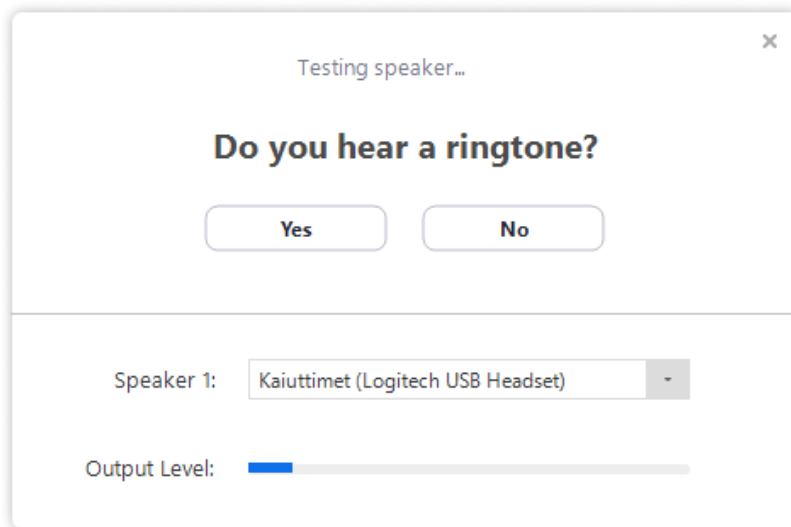 Testing speaker...
Do you hear a ringtone?
Yes No
Speaker 1: Kaiuttimet (Logitech USB Headset)
Output Level: